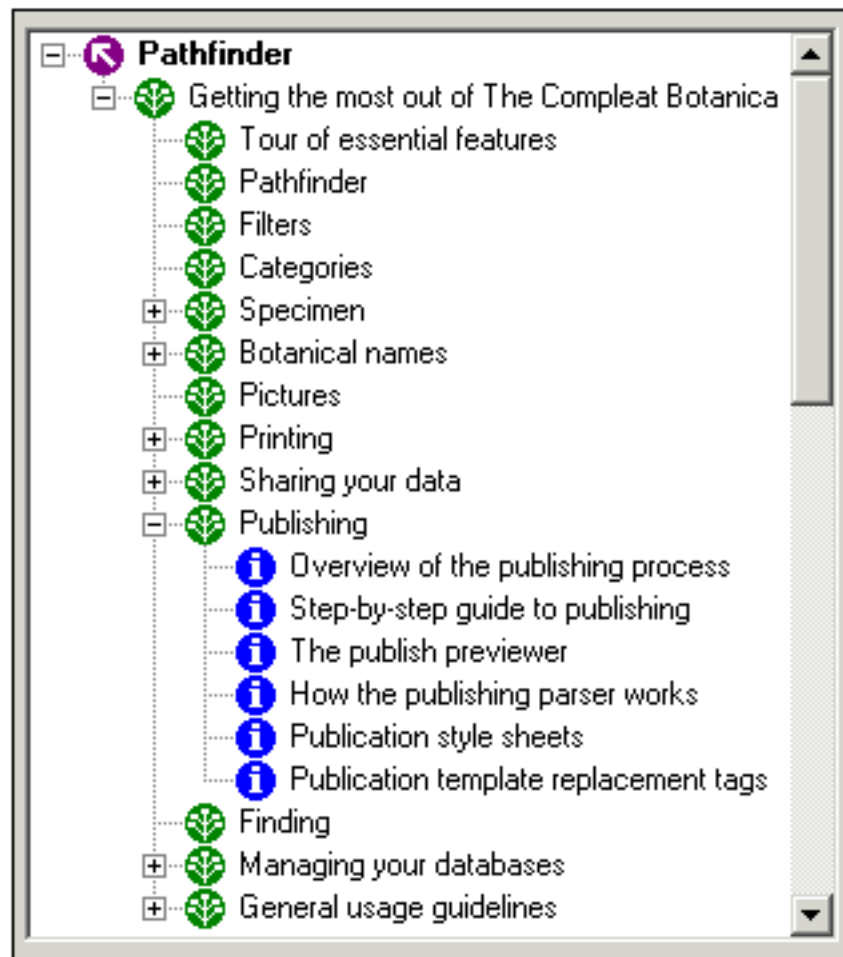 Pathfinder
Getting the most out of The Compleat Botanica
Tour of essential features
Pathfinder
Filters
Categories
Specimen
Botanical names
Pictures
Printing
Sharing your data
Publishing
Overview of the publishing process
Step-by-step guide to publishing
The publish previewer
How the publishing parser works
Publication style sheets
Publication template replacement tags
Finding
Managing your databases
General usage guidelines